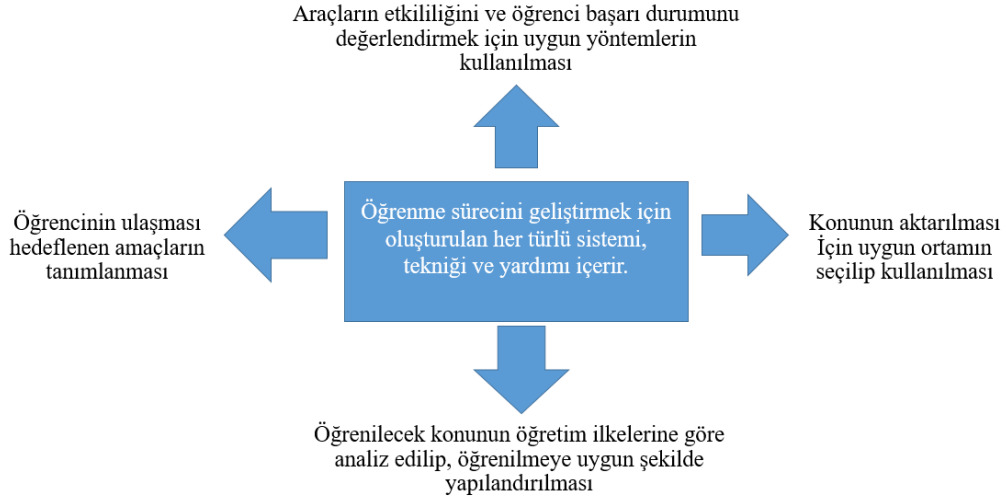 Araçların etkililiğini ve öğrenci başarı durumunu
değerlendirmek için uygun yöntemlerin
kullanılması
Öğrencinin ulaşması
hedeflenen amaçların
tanımlanması
Öğrenme sürecini geliştirmek için
oluşturulan her türlü sistemi,
tekniği ve yardımı içerir.
Konunun aktarılması
İçin uygun ortamın
seçilip kullanılması
Öğrenilecek konunun öğretim ilkelerine göre
analiz edilip, öğrenilmeye uygun şekilde
yapılandırılması